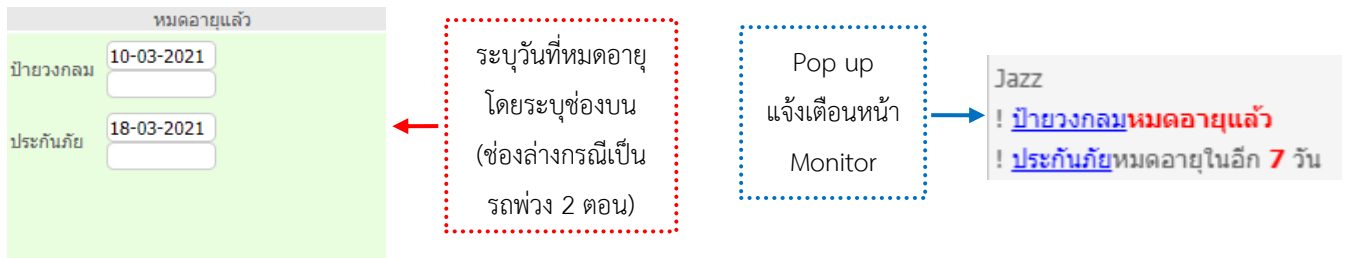 หมดอายุแล้ว
ป้ายวงกลม
10-03-2021
ประกันภัย
18-03-2021
ระบุวันที่หมดอายุ
โดยระบุช่องบน
(ช่องล่างกรณีเป็น
รถพ่วง 2 ตอน)
Pop up
แจ้งเตือนหน้า
Monitor
Jazz
! ป้ายวงกลมหมดอายุแล้ว
! ประกันภัยหมดอายุในอีก 7 วัน